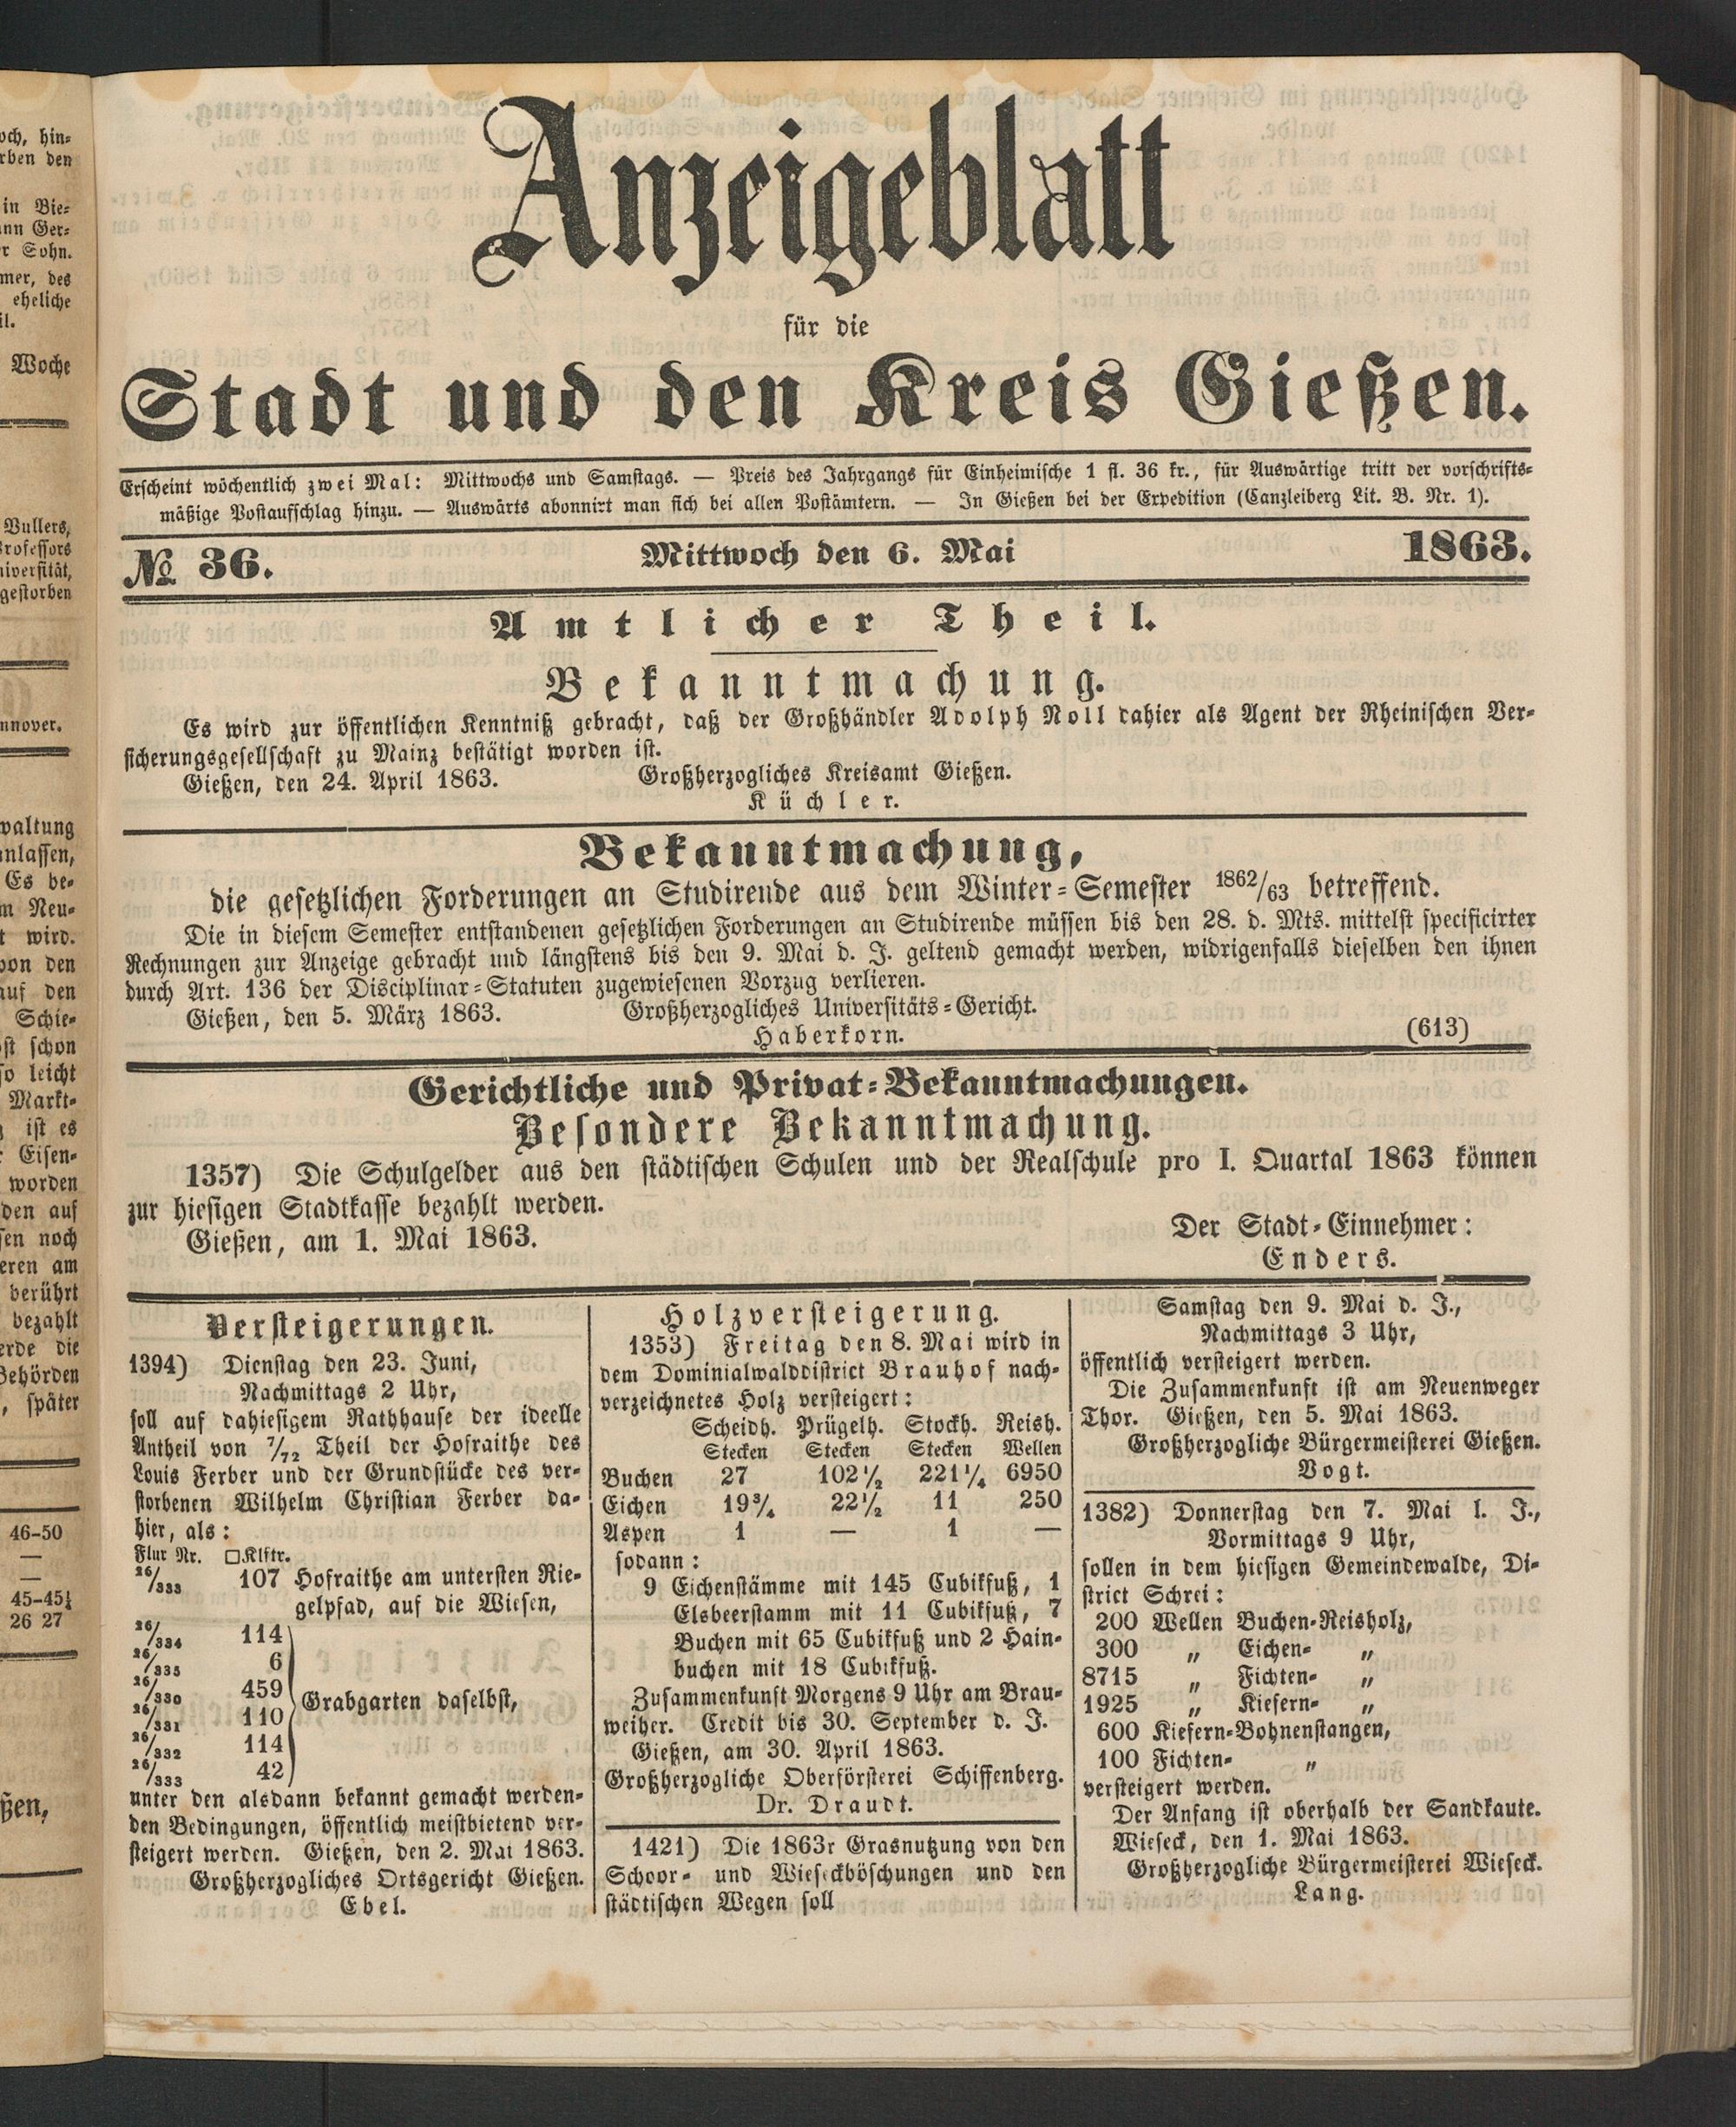 Anzeigeblatt
für die
Stadt und den Kreis Gießen.
Erscheint wöchentlich zwei Mal: Mittwochs und Samstags. — Preis des Jahrgangs für Einheimische 1 fl. 36 kr., für Auswärtige tritt der vorschrifts-
mäßige Postaufschlag hinzu. — Auswärts abonnirt man sich bei allen Postämtern. — In Gießen bei der Expedition (Canzleiberg Lit. B. Nr. 1).
№ 36. Mittwoch den 6. Mai 1863.
Amtlicher Theil.
Bekanntmachung.
Es wird zur öffentlichen Kenntniß gebracht, daß der Großhändler Adolph Noll dahier als Agent der Rheinischen Ver-
sicherungsgesellschaft zu Mainz bestätigt worden ist.
Gießen, den 24. April 1863. Großherzogliches Kreisamt Gießen.
Küchler.
Bekanntmachung,
die gesetzlichen Forderungen an Studirende aus dem Winter-Semester 1862/63 betreffend.
Die in diesem Semester entstandenen gesetzlichen Forderungen an Studirende müssen bis den 28. d. Mts. mittelst specificirter
Rechnungen zur Anzeige gebracht und längstens bis den 9. Mai d. J. geltend gemacht werden, widrigenfalls dieselben den ihnen
durch Art. 136 der Disciplinar-Statuten zugewiesenen Vorzug verlieren.
Gießen, den 5. März 1863. Großherzogliches Universitäts-Gericht.
Haberkorn. (613)
Gerichtliche und Privat-Bekanntmachungen.
Besondere Bekanntmachung.
1357) Die Schulgelder aus den städtischen Schulen und der Realschule pro I. Quartal 1863 können
zur hiesigen Stadtkasse bezahlt werden.
Gießen, am 1. Mai 1863.
Der Stadt-Einnehmer:
Enders.
Versteigerungen.
1394) Dienstag den 23. Juni,
Nachmittags 2 Uhr,
soll auf dahiesigem Rathhause der ideelle
Antheil von 7/72 Theil der Hofraithe des
Louis Ferber und der Grundstücke des ver-
storbenen Wilhelm Christian Ferber da-
hier, als:
Flur Nr. □Klftr.
26/333 107 Hofraithe am untersten Rie-
gelpfad, auf die Wiesen,
26/334 114
26/335 6
26/330 459
Grabgarten daselbst,
26/331 110
26/332 114
26/333 42
unter den alsdann bekannt gemacht werden-
den Bedingungen, öffentlich meistbietend ver-
steigert werden. Gießen, den 2. Mai 1863.
Großherzogliches Ortsgericht Gießen.
Ebel.
Holzversteigerung.
1353) Freitag den 8. Mai wird in
dem Dominialwalddistrict Brauhof nach-
verzeichnetes Holz versteigert:
Scheidh. Prügelh. Stockh. Reish.
Stecken Stecken Stecken Wellen
Buchen 27 102½ 221¼ 6950
Eichen 19¾ 22½ 11 250
Aspen 1 — 1 —
sodann:
9 Eichenstämme mit 145 Cubikfuß, 1
Elsbeerstamm mit 11 Cubikfuß, 7
Buchen mit 65 Cubikfuß und 2 Hain-
buchen mit 18 Cubikfuß.
Zusammenkunft Morgens 9 Uhr am Brau-
weiher. Credit bis 30. September d. J.
Gießen, am 30. April 1863.
Großherzogliche Oberförsterei Schiffenberg.
Dr. Draudt.
1421) Die 1863r Grasnutzung von den
Schoor- und Wieseckböschungen und den
städtischen Wegen soll
Samstag den 9. Mai d. J.,
Nachmittags 3 Uhr,
öffentlich versteigert werden.
Die Zusammenkunft ist am Neuenweger
Thor. Gießen, den 5. Mai 1863.
Großherzogliche Bürgermeisterei Gießen.
Vogt.
1382) Donnerstag den 7. Mai l. J.,
Vormittags 9 Uhr,
sollen in dem hiesigen Gemeindewalde, Di-
strict Schrei:
200 Wellen Buchen-Reisholz,
300 „ Eichen- „
8715 „ Fichten- „
1925 „ Kiefern- „
600 Kiefern-Bohnenstangen,
100 Fichten- „
versteigert werden.
Der Anfang ist oberhalb der Sandkaute.
Wieseck, den 1. Mai 1863.
Großherzogliche Bürgermeisterei Wieseck.
Lang.